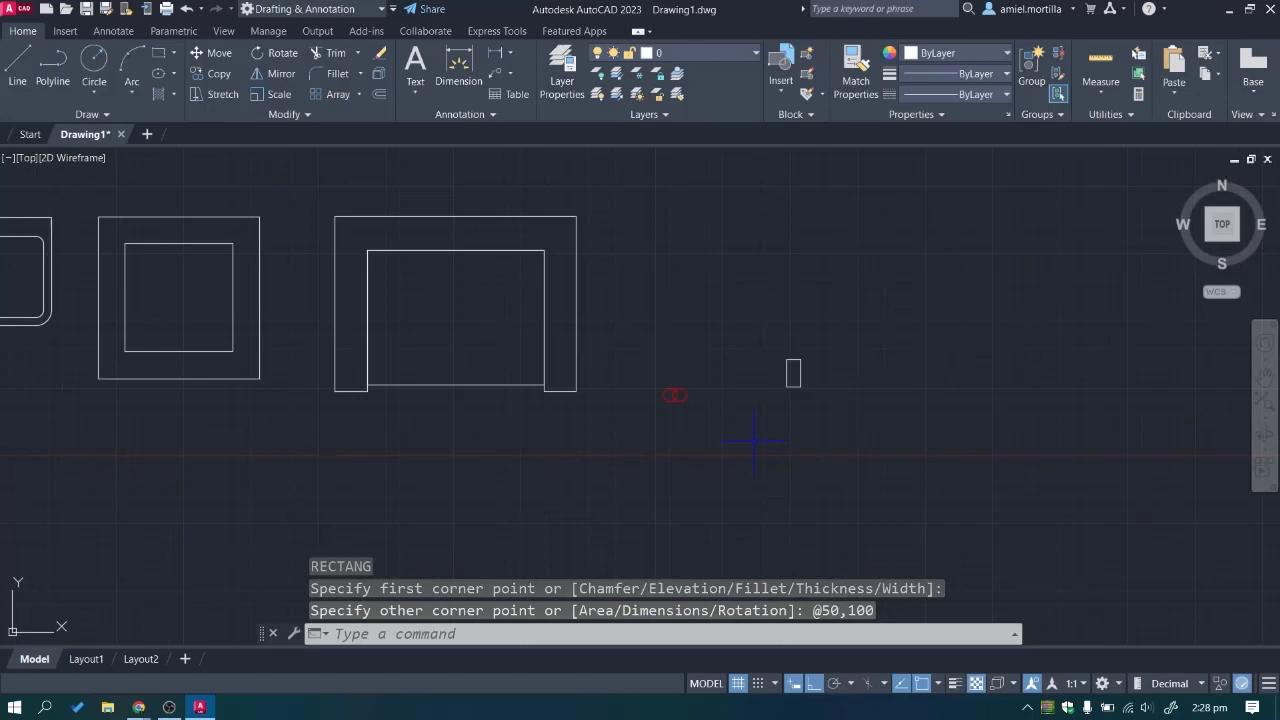 CAD
Drafting & Annotation
Share
Autodesk AutoCAD 2023 Drawing1.dwg
Type a keyword or phrase
amiel.mortilla
Home Insert Annotate Parametric View Manage Output Add-ins Collaborate Express Tools Featured Apps
Line Polyline Circle Arc
Draw
Move Rotate Trim
Copy Mirror Fillet
Stretch Scale Array
Modify
Text Dimension Table
Annotation
Layer Properties
0
Layers
Insert
Block
Match Properties
ByLayer
ByLayer
ByLayer
Properties
Group
Groups
Measure
Utilities
Paste
Clipboard
Base
View
Start Drawing1*
[−][Top][2D Wireframe]
N
W TOP E
S
WCS
Y
X
RECTANG
Specify first corner point or [Chamfer/Elevation/Fillet/Thickness/Width]:
Specify other corner point or [Area/Dimensions/Rotation]: @50,100
Type a command
Model Layout1 Layout2
MODEL 1:1 Decimal
2:28 pm